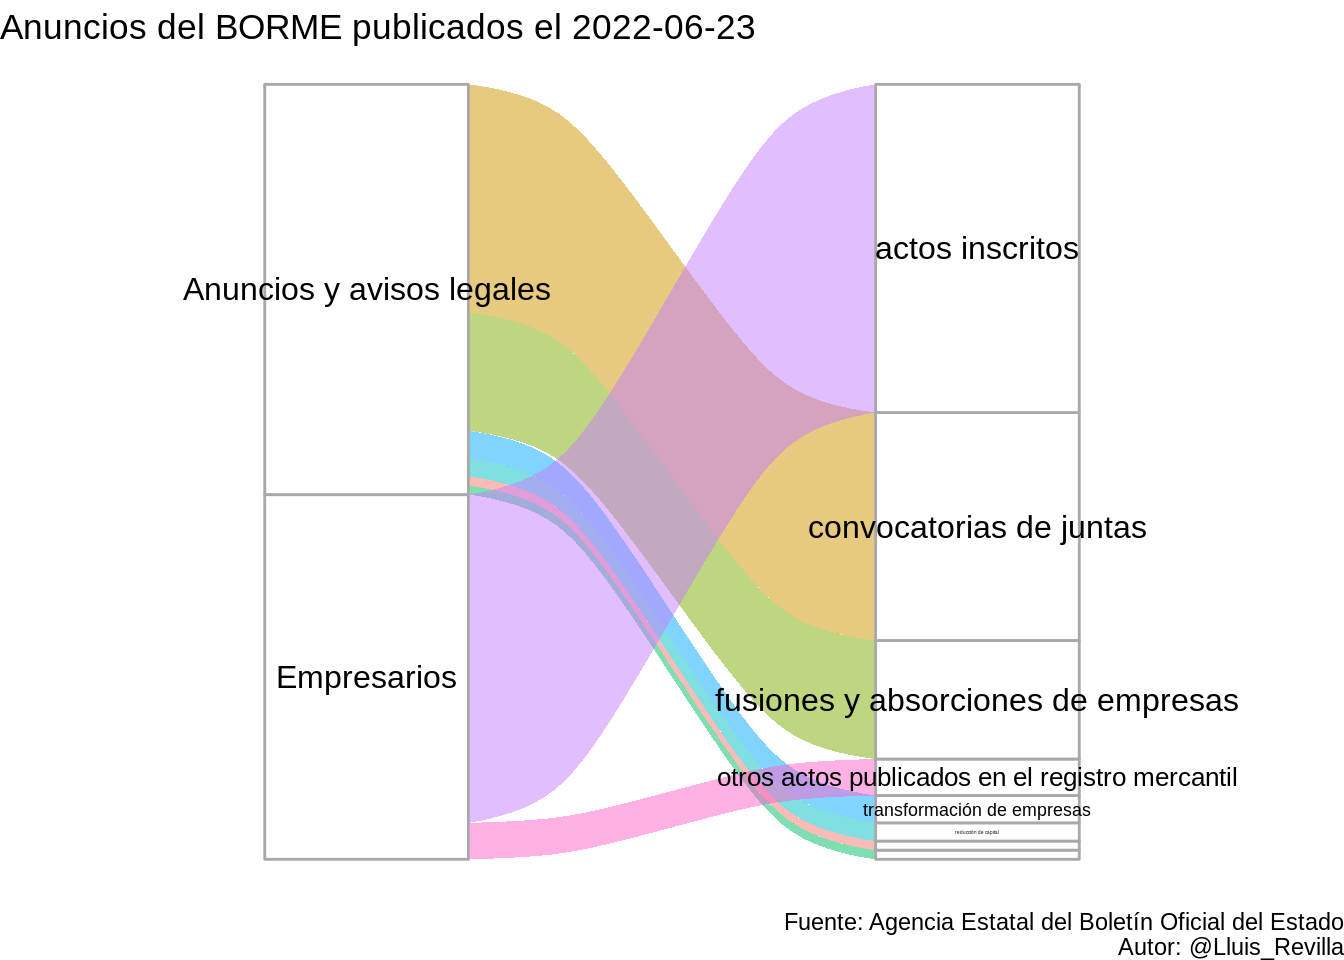 Anuncios del BORME publicados el 2022-06-23
Anuncios y avisos legales
Empresarios
actos inscritos
convocatorias de juntas
fusiones y absorciones de empresas
otros actos publicados en el registro mercantil
transformación de empresas
reducción de capital
Fuente: Agencia Estatal del Boletín Oficial del Estado
Autor: @Lluis_Revilla